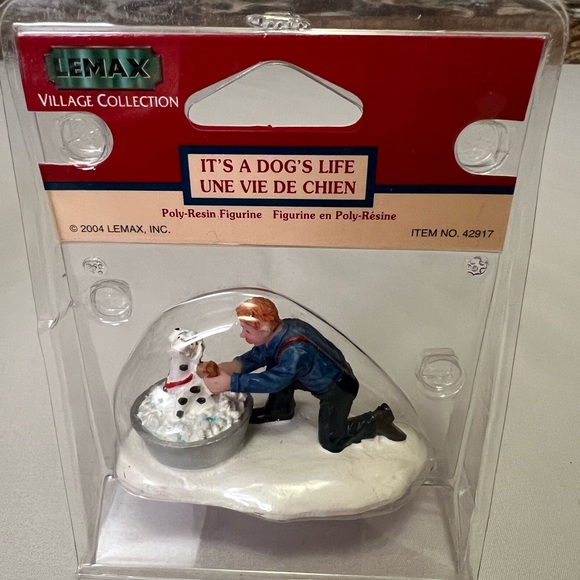 LEMAX
VILLAGE COLLECTION
IT'S A DOG'S LIFE
UNE VIE DE CHIEN
Poly-Resin Figurine Figurine en Poly-Résine
© 2004 LEMAX, INC.
ITEM NO. 42917